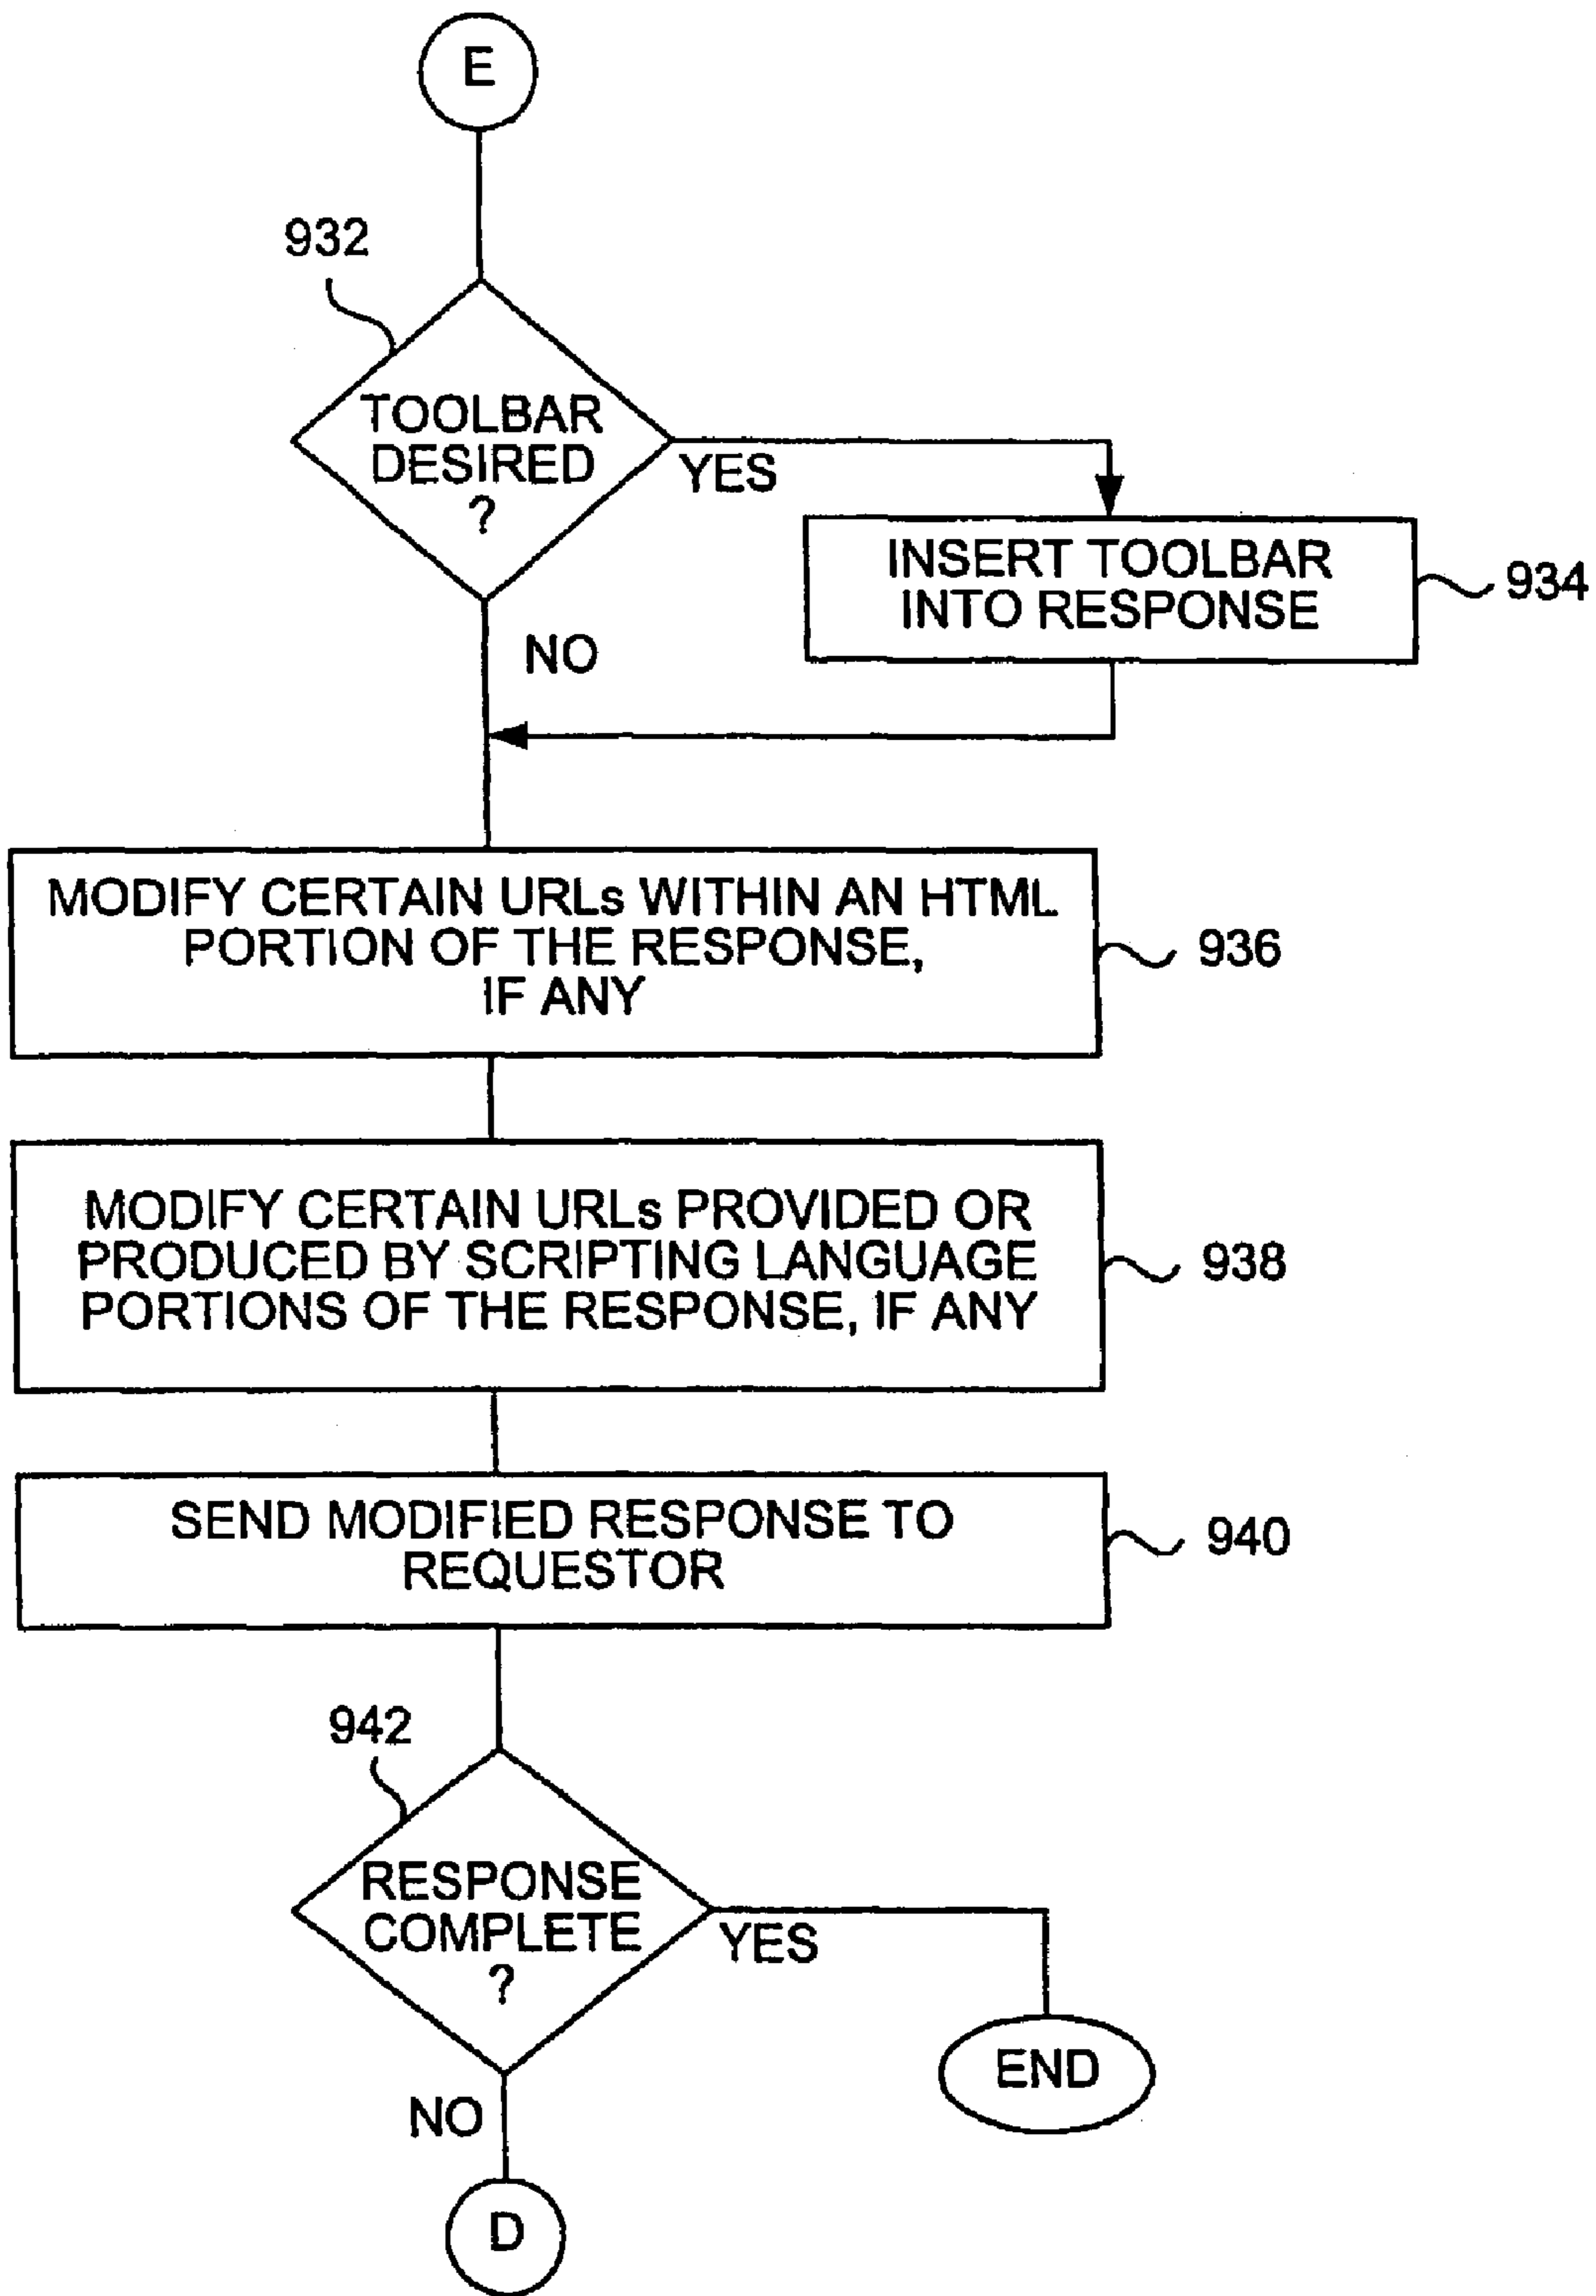 E
932
TOOLBAR
DESIRED
?
YES
INSERT TOOLBAR
INTO RESPONSE
934
NO
MODIFY CERTAIN URLs WITHIN AN HTML
PORTION OF THE RESPONSE,
IF ANY
936
MODIFY CERTAIN URLs PROVIDED OR
PRODUCED BY SCRIPTING LANGUAGE
PORTIONS OF THE RESPONSE, IF ANY
938
SEND MODIFIED RESPONSE TO
REQUESTOR
940
942
RESPONSE
COMPLETE
?
YES
END
NO
D